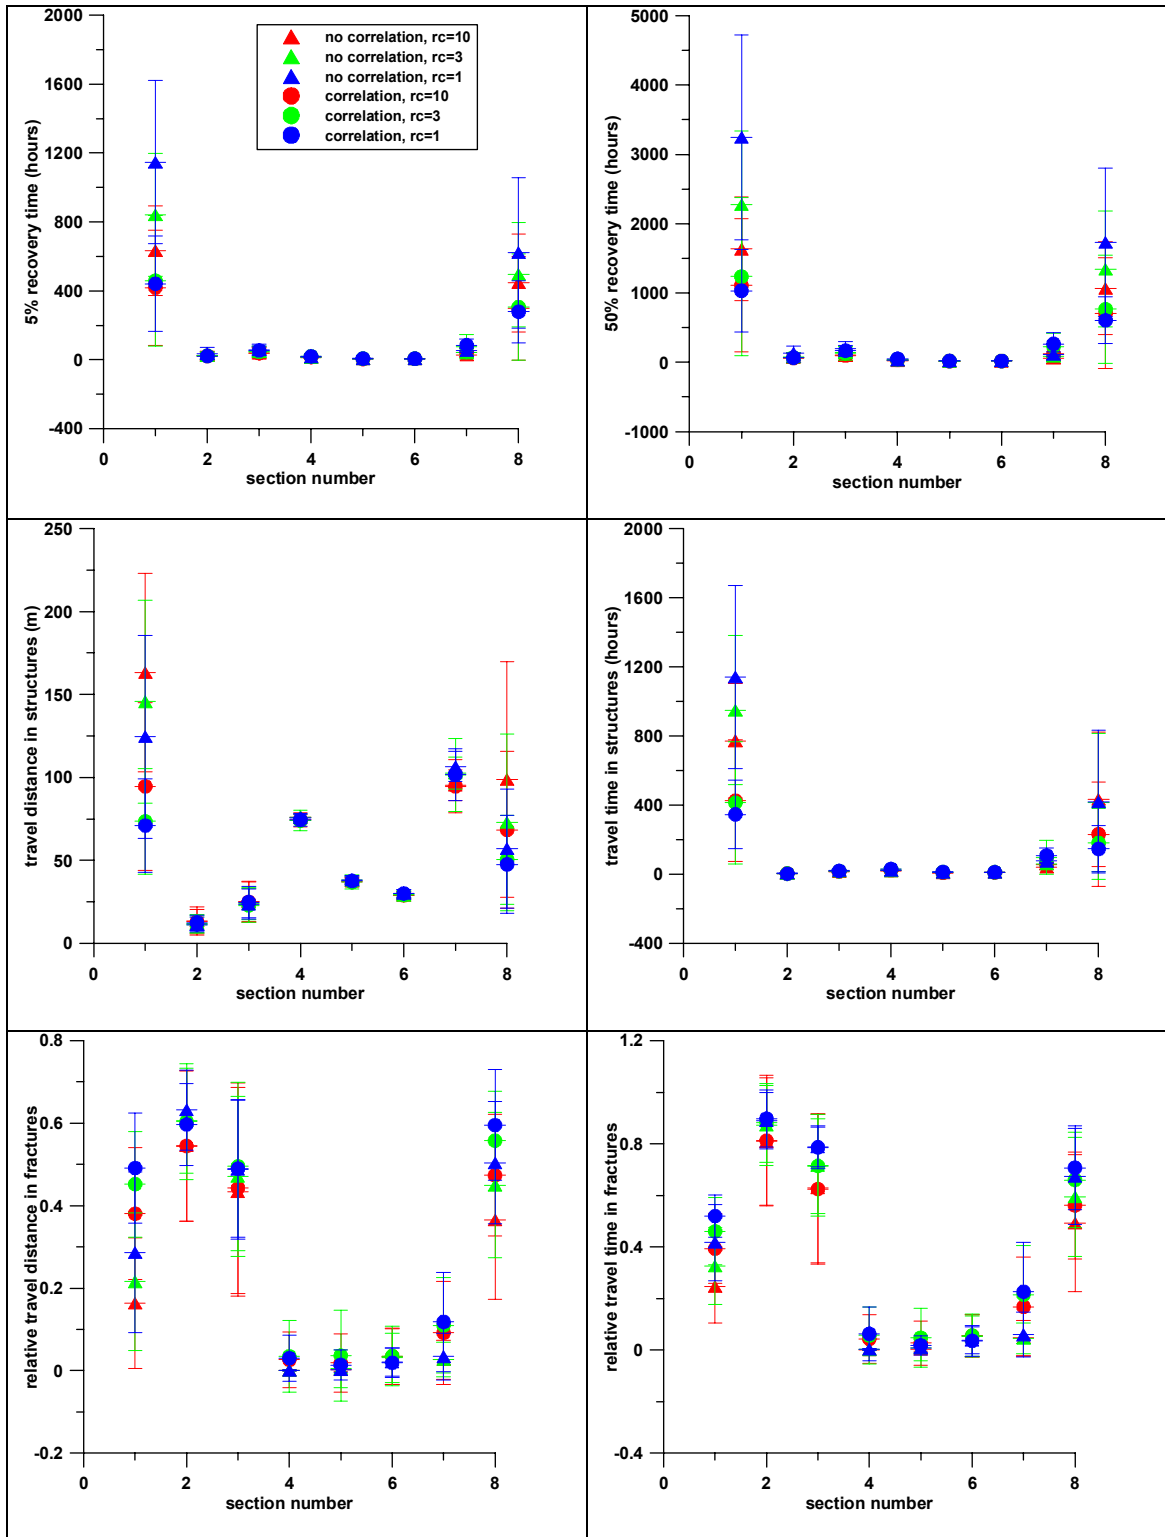 2000
1600
1200
800
400
0
-400
5% recovery time (hours)
no correlation, rc=10
no correlation, rc=3
no correlation, rc=1
correlation, rc=10
correlation, rc=3
correlation, rc=1
0 2 4 6 8
section number
5000
4000
3000
2000
1000
0
-1000
50% recovery time (hours)
0 2 4 6 8
section number
250
200
150
100
50
0
travel distance in structures (m)
0 2 4 6 8
section number
2000
1600
1200
800
400
0
-400
travel time in structures (hours)
0 2 4 6 8
section number
0.8
0.6
0.4
0.2
0
-0.2
relative travel distance in fractures
0 2 4 6 8
section number
1.2
0.8
0.4
0
-0.4
relative travel time in fractures
0 2 4 6 8
section number